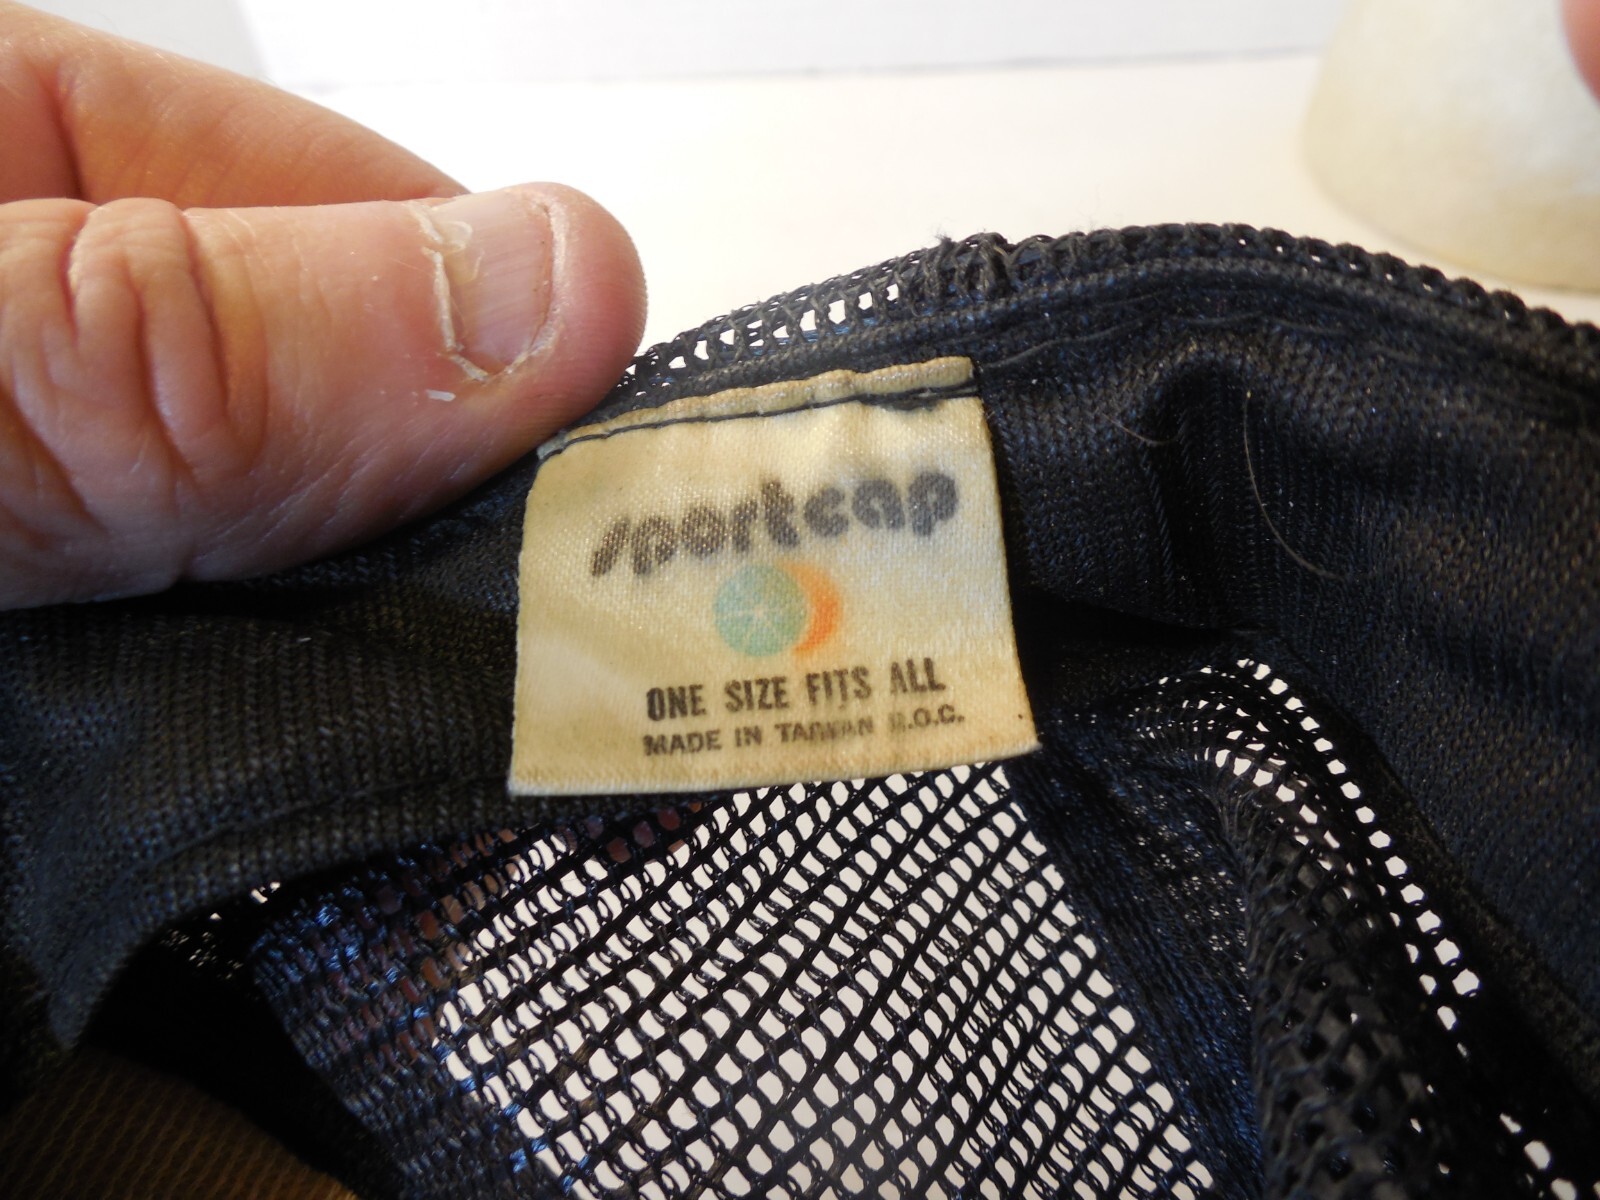 sportcap
ONE SIZE FITS ALL
MADE IN TAIWAN R.O.C.